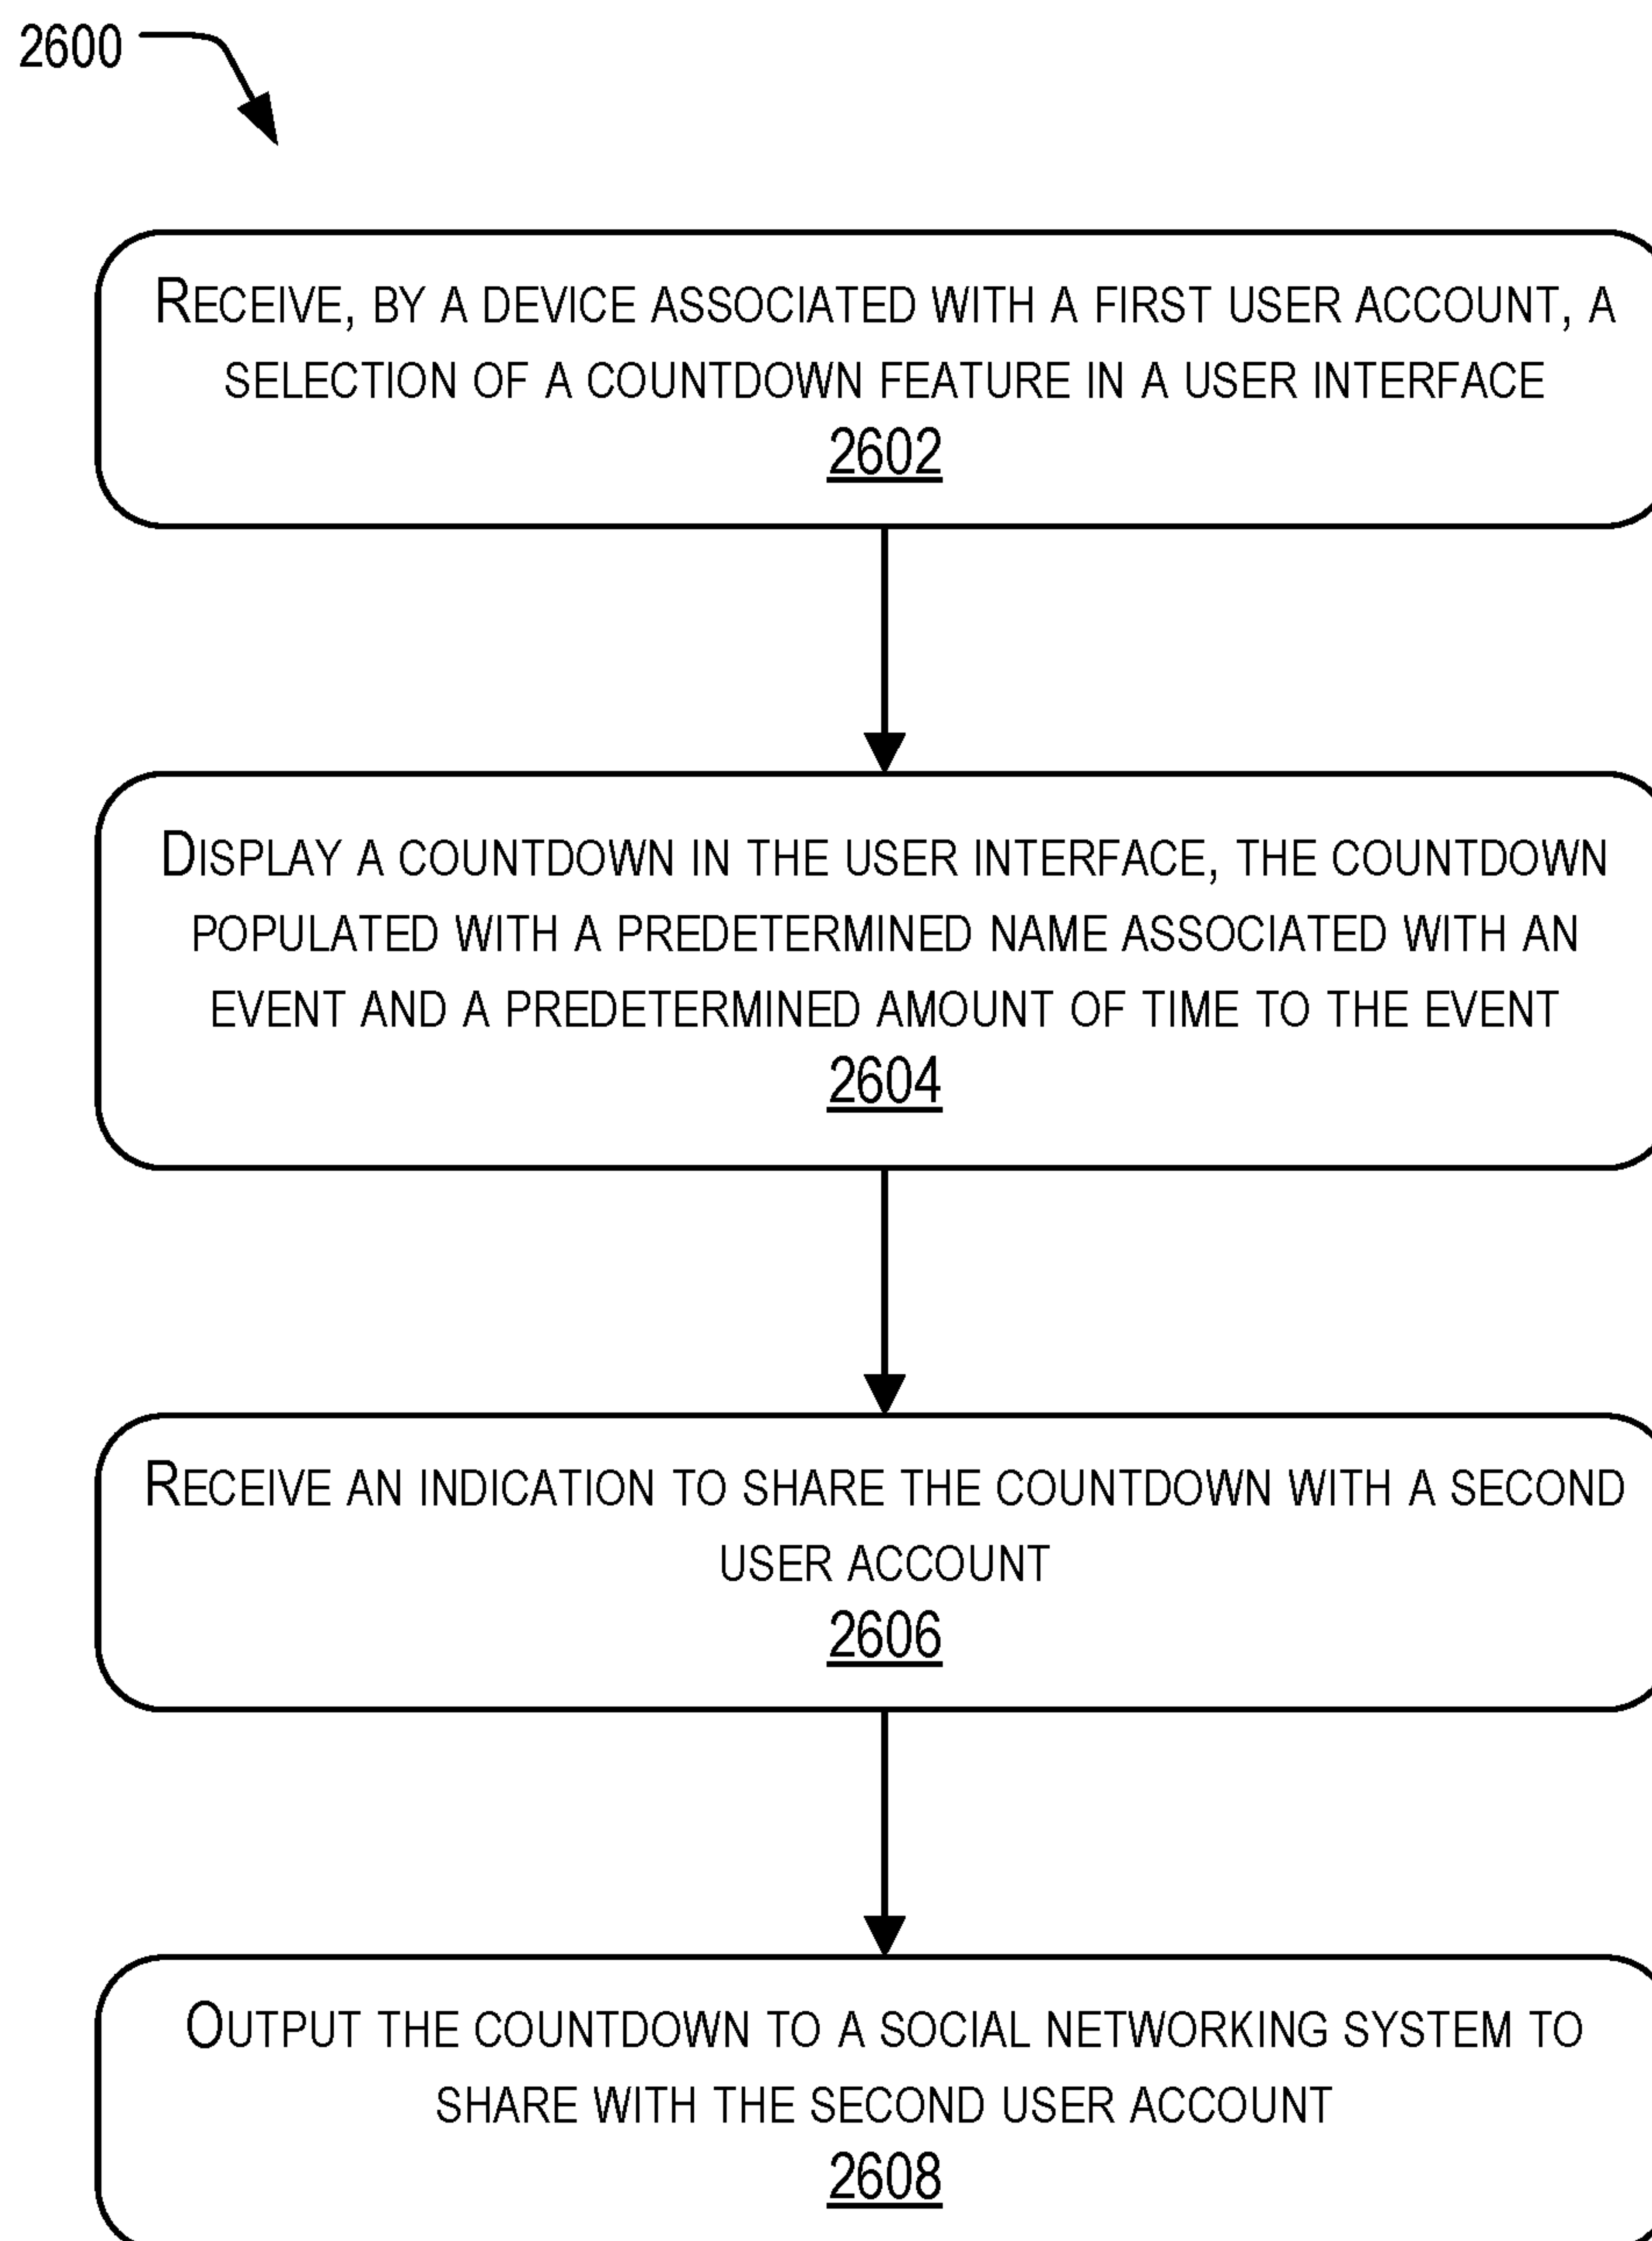 2600
RECEIVE, BY A DEVICE ASSOCIATED WITH A FIRST USER ACCOUNT, A
SELECTION OF A COUNTDOWN FEATURE IN A USER INTERFACE
2602
DISPLAY A COUNTDOWN IN THE USER INTERFACE, THE COUNTDOWN
POPULATED WITH A PREDETERMINED NAME ASSOCIATED WITH AN
EVENT AND A PREDETERMINED AMOUNT OF TIME TO THE EVENT
2604
RECEIVE AN INDICATION TO SHARE THE COUNTDOWN WITH A SECOND
USER ACCOUNT
2606
OUTPUT THE COUNTDOWN TO A SOCIAL NETWORKING SYSTEM TO
SHARE WITH THE SECOND USER ACCOUNT
2608